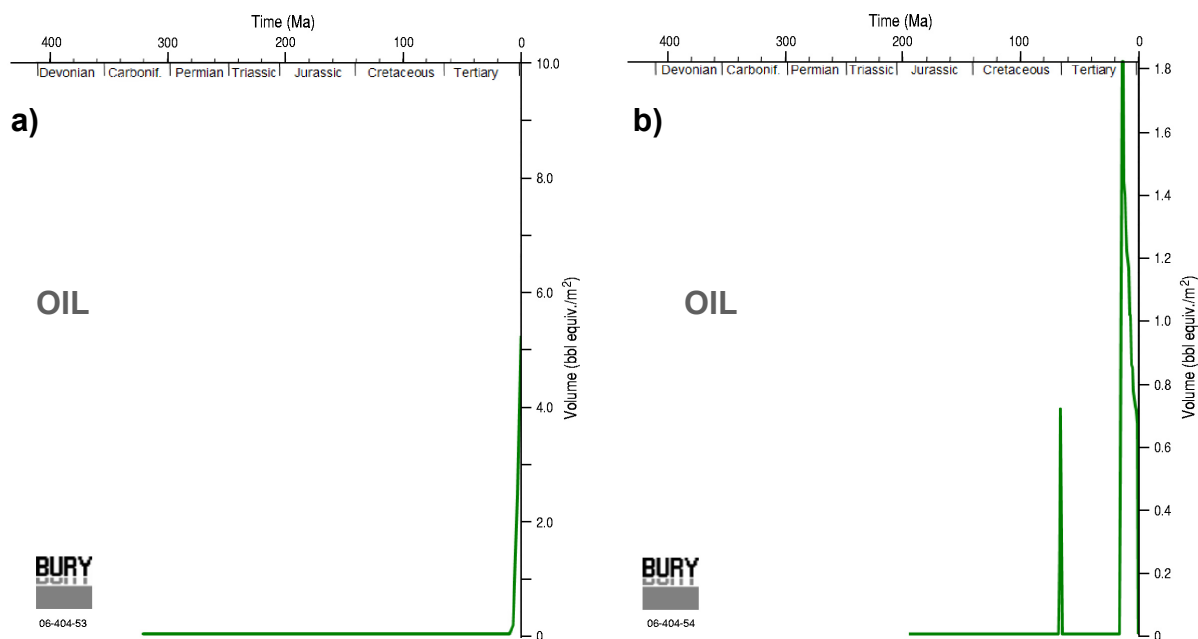 Time (Ma)
400 300 200 100 0
Devonian Carbonif. Permian Triassic Jurassic Cretaceous Tertiary
10.0
a)
8.0
OIL
6.0
Volume (bbl equiv./m²)
4.0
2.0
BURY
06-404-53
0
Time (Ma)
400 300 200 100 0
Devonian Carbonif. Permian Triassic Jurassic Cretaceous Tertiary
1.8
b)
1.6
1.4
1.2
OIL
1.0
Volume (bbl equiv./m²)
0.8
0.6
0.4
BURY
0.2
06-404-54
0